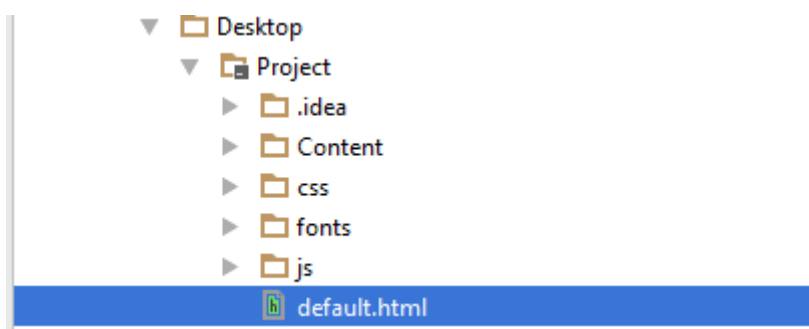 Desktop
Project
.idea
Content
css
fonts
js
default.html